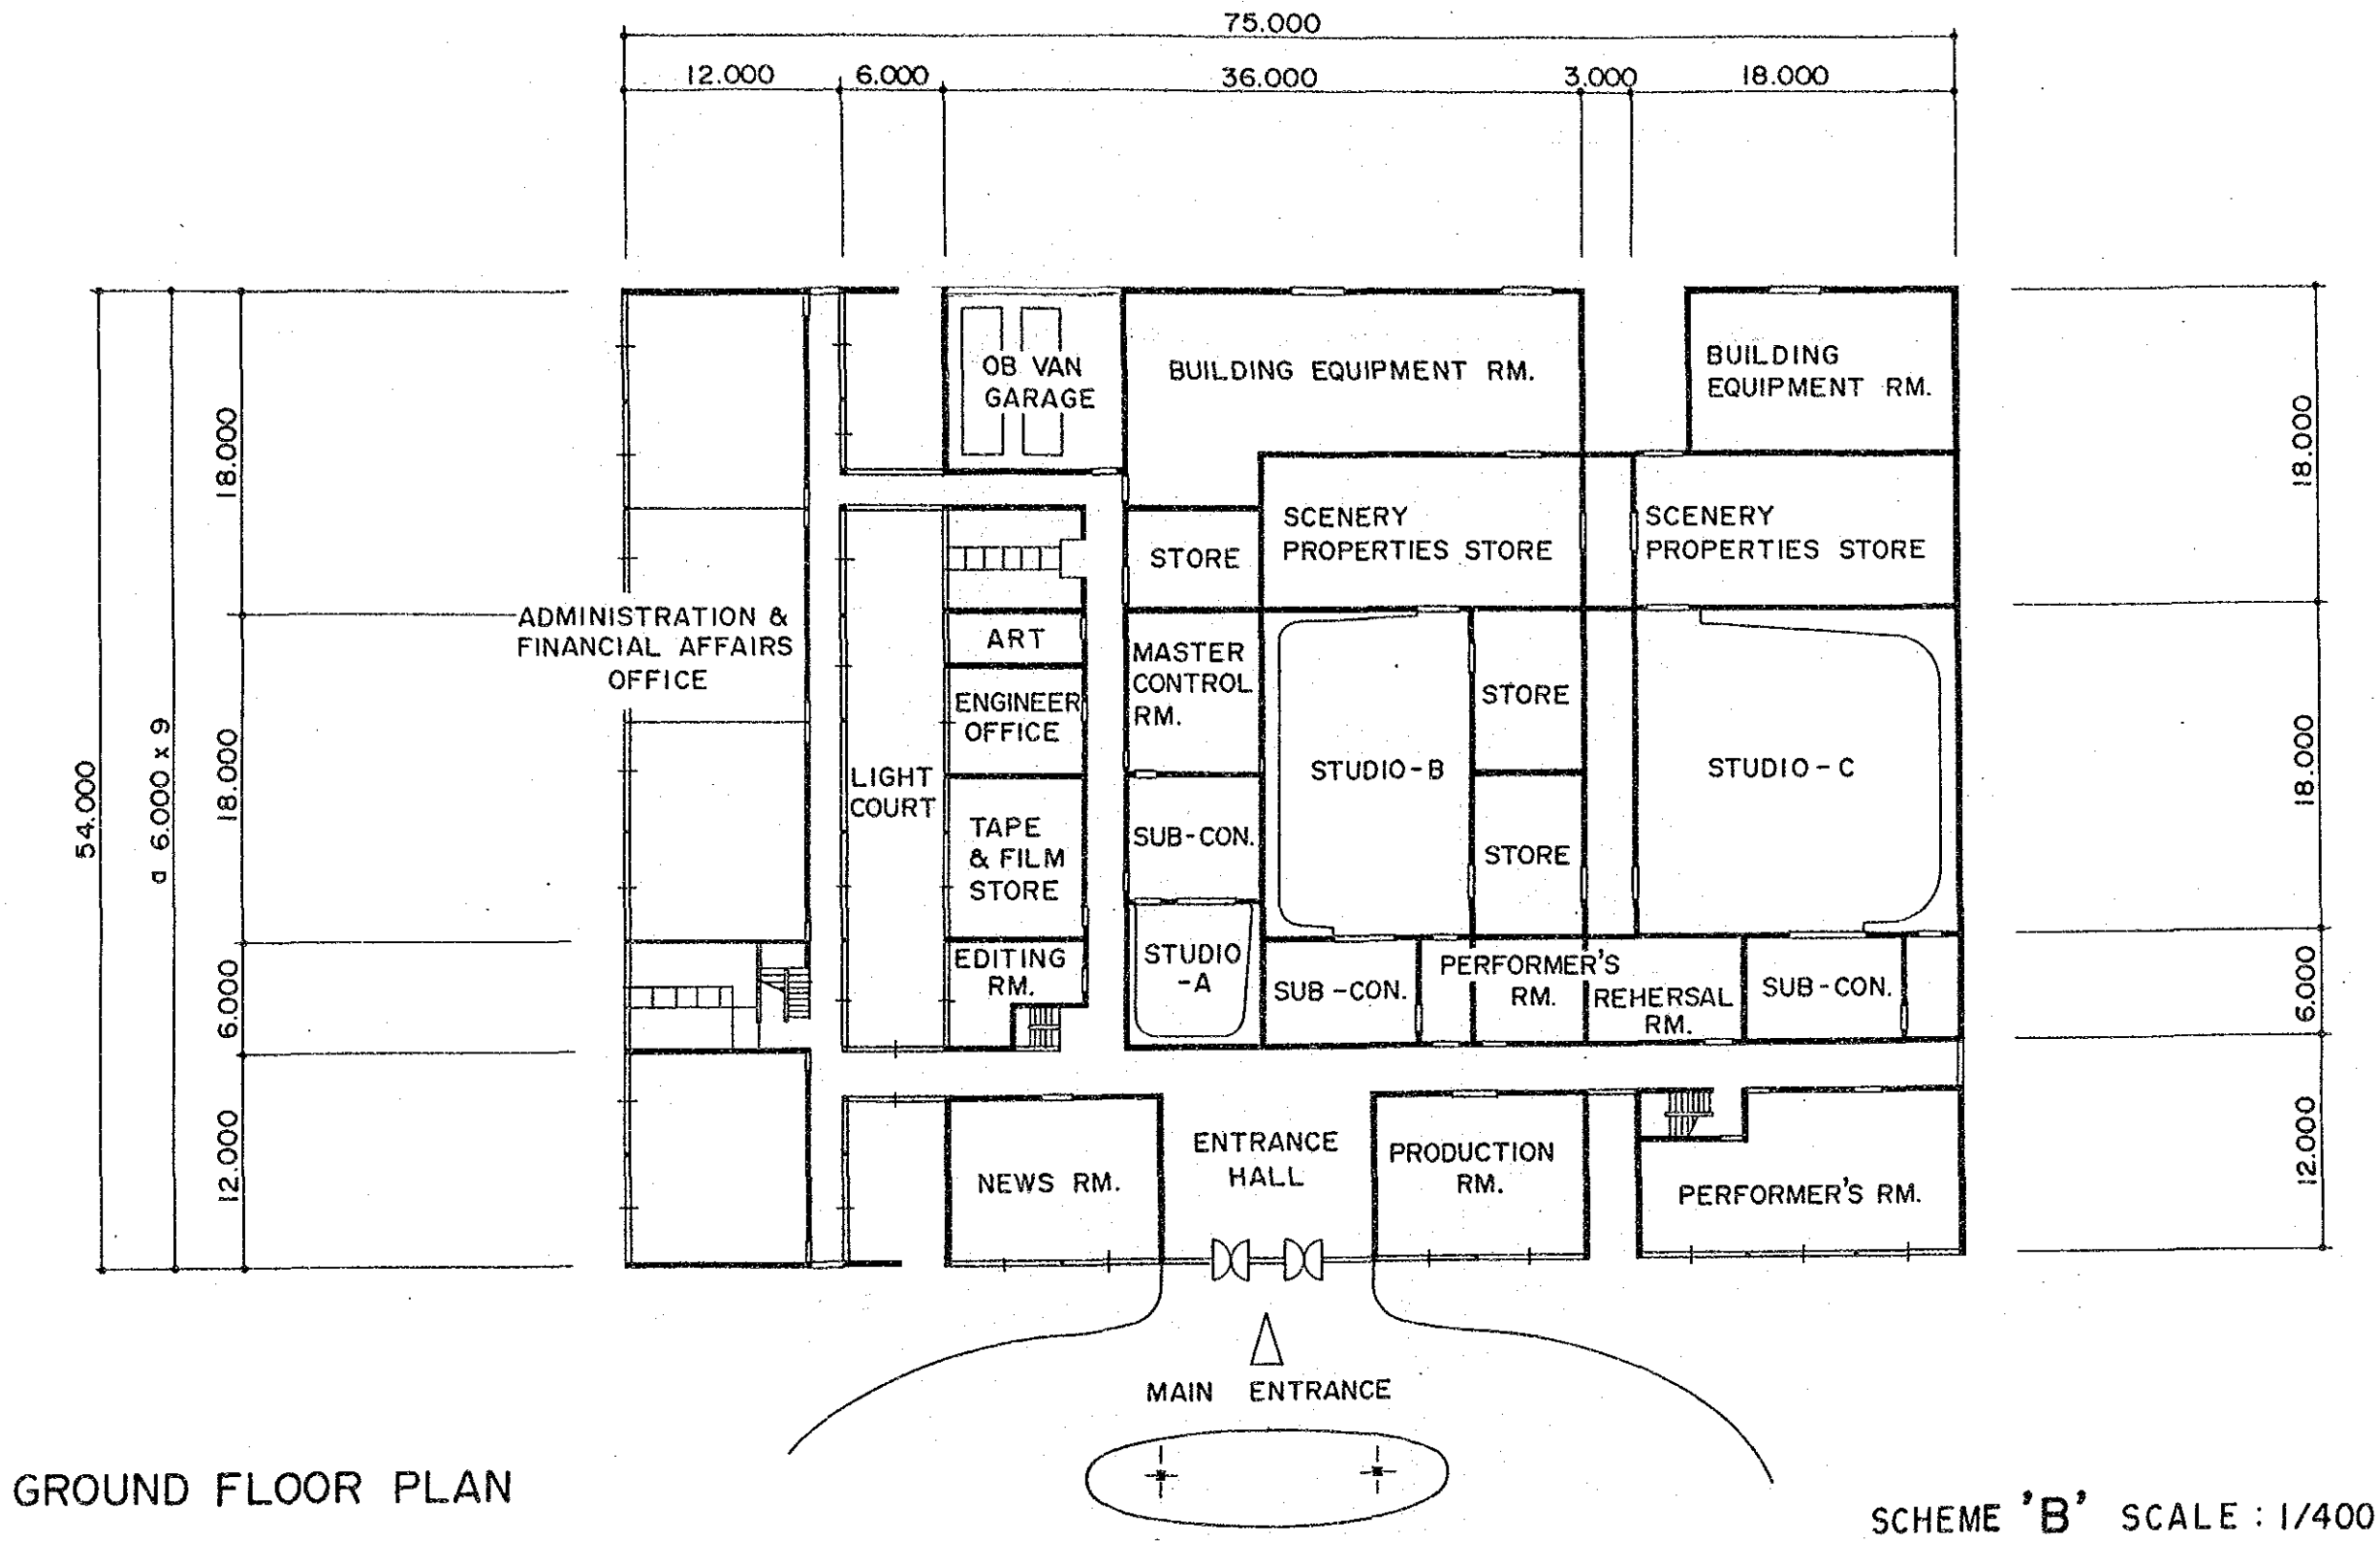 75.000
12.000 6.000 36.000 3.000 18.000
54.000
a 6.000 x 9
18.000
18.000
6.000
12.000
18.000
18.000
6.000
12.000
OB VAN
GARAGE
BUILDING EQUIPMENT RM.
BUILDING
EQUIPMENT RM.
STORE
SCENERY
PROPERTIES STORE
SCENERY
PROPERTIES STORE
ADMINISTRATION &
FINANCIAL AFFAIRS
OFFICE
LIGHT
COURT
ART
ENGINEER
OFFICE
TAPE
& FILM
STORE
EDITING
RM.
MASTER
CONTROL
RM.
SUB-CON.
STUDIO
-A
STUDIO-B
STORE
STORE
STUDIO-C
SUB-CON.
PERFORMER'S
RM.
REHERSAL
RM.
SUB-CON.
NEWS RM.
ENTRANCE
HALL
PRODUCTION
RM.
PERFORMER'S RM.
MAIN ENTRANCE
GROUND FLOOR PLAN
SCHEME 'B' SCALE : 1/400